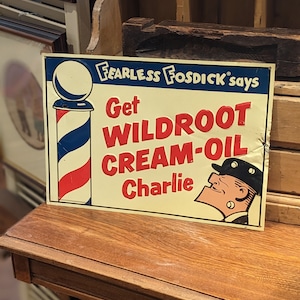 FEARLESS FOSDICK says
Get
WILDROOT
CREAM-OIL
Charlie